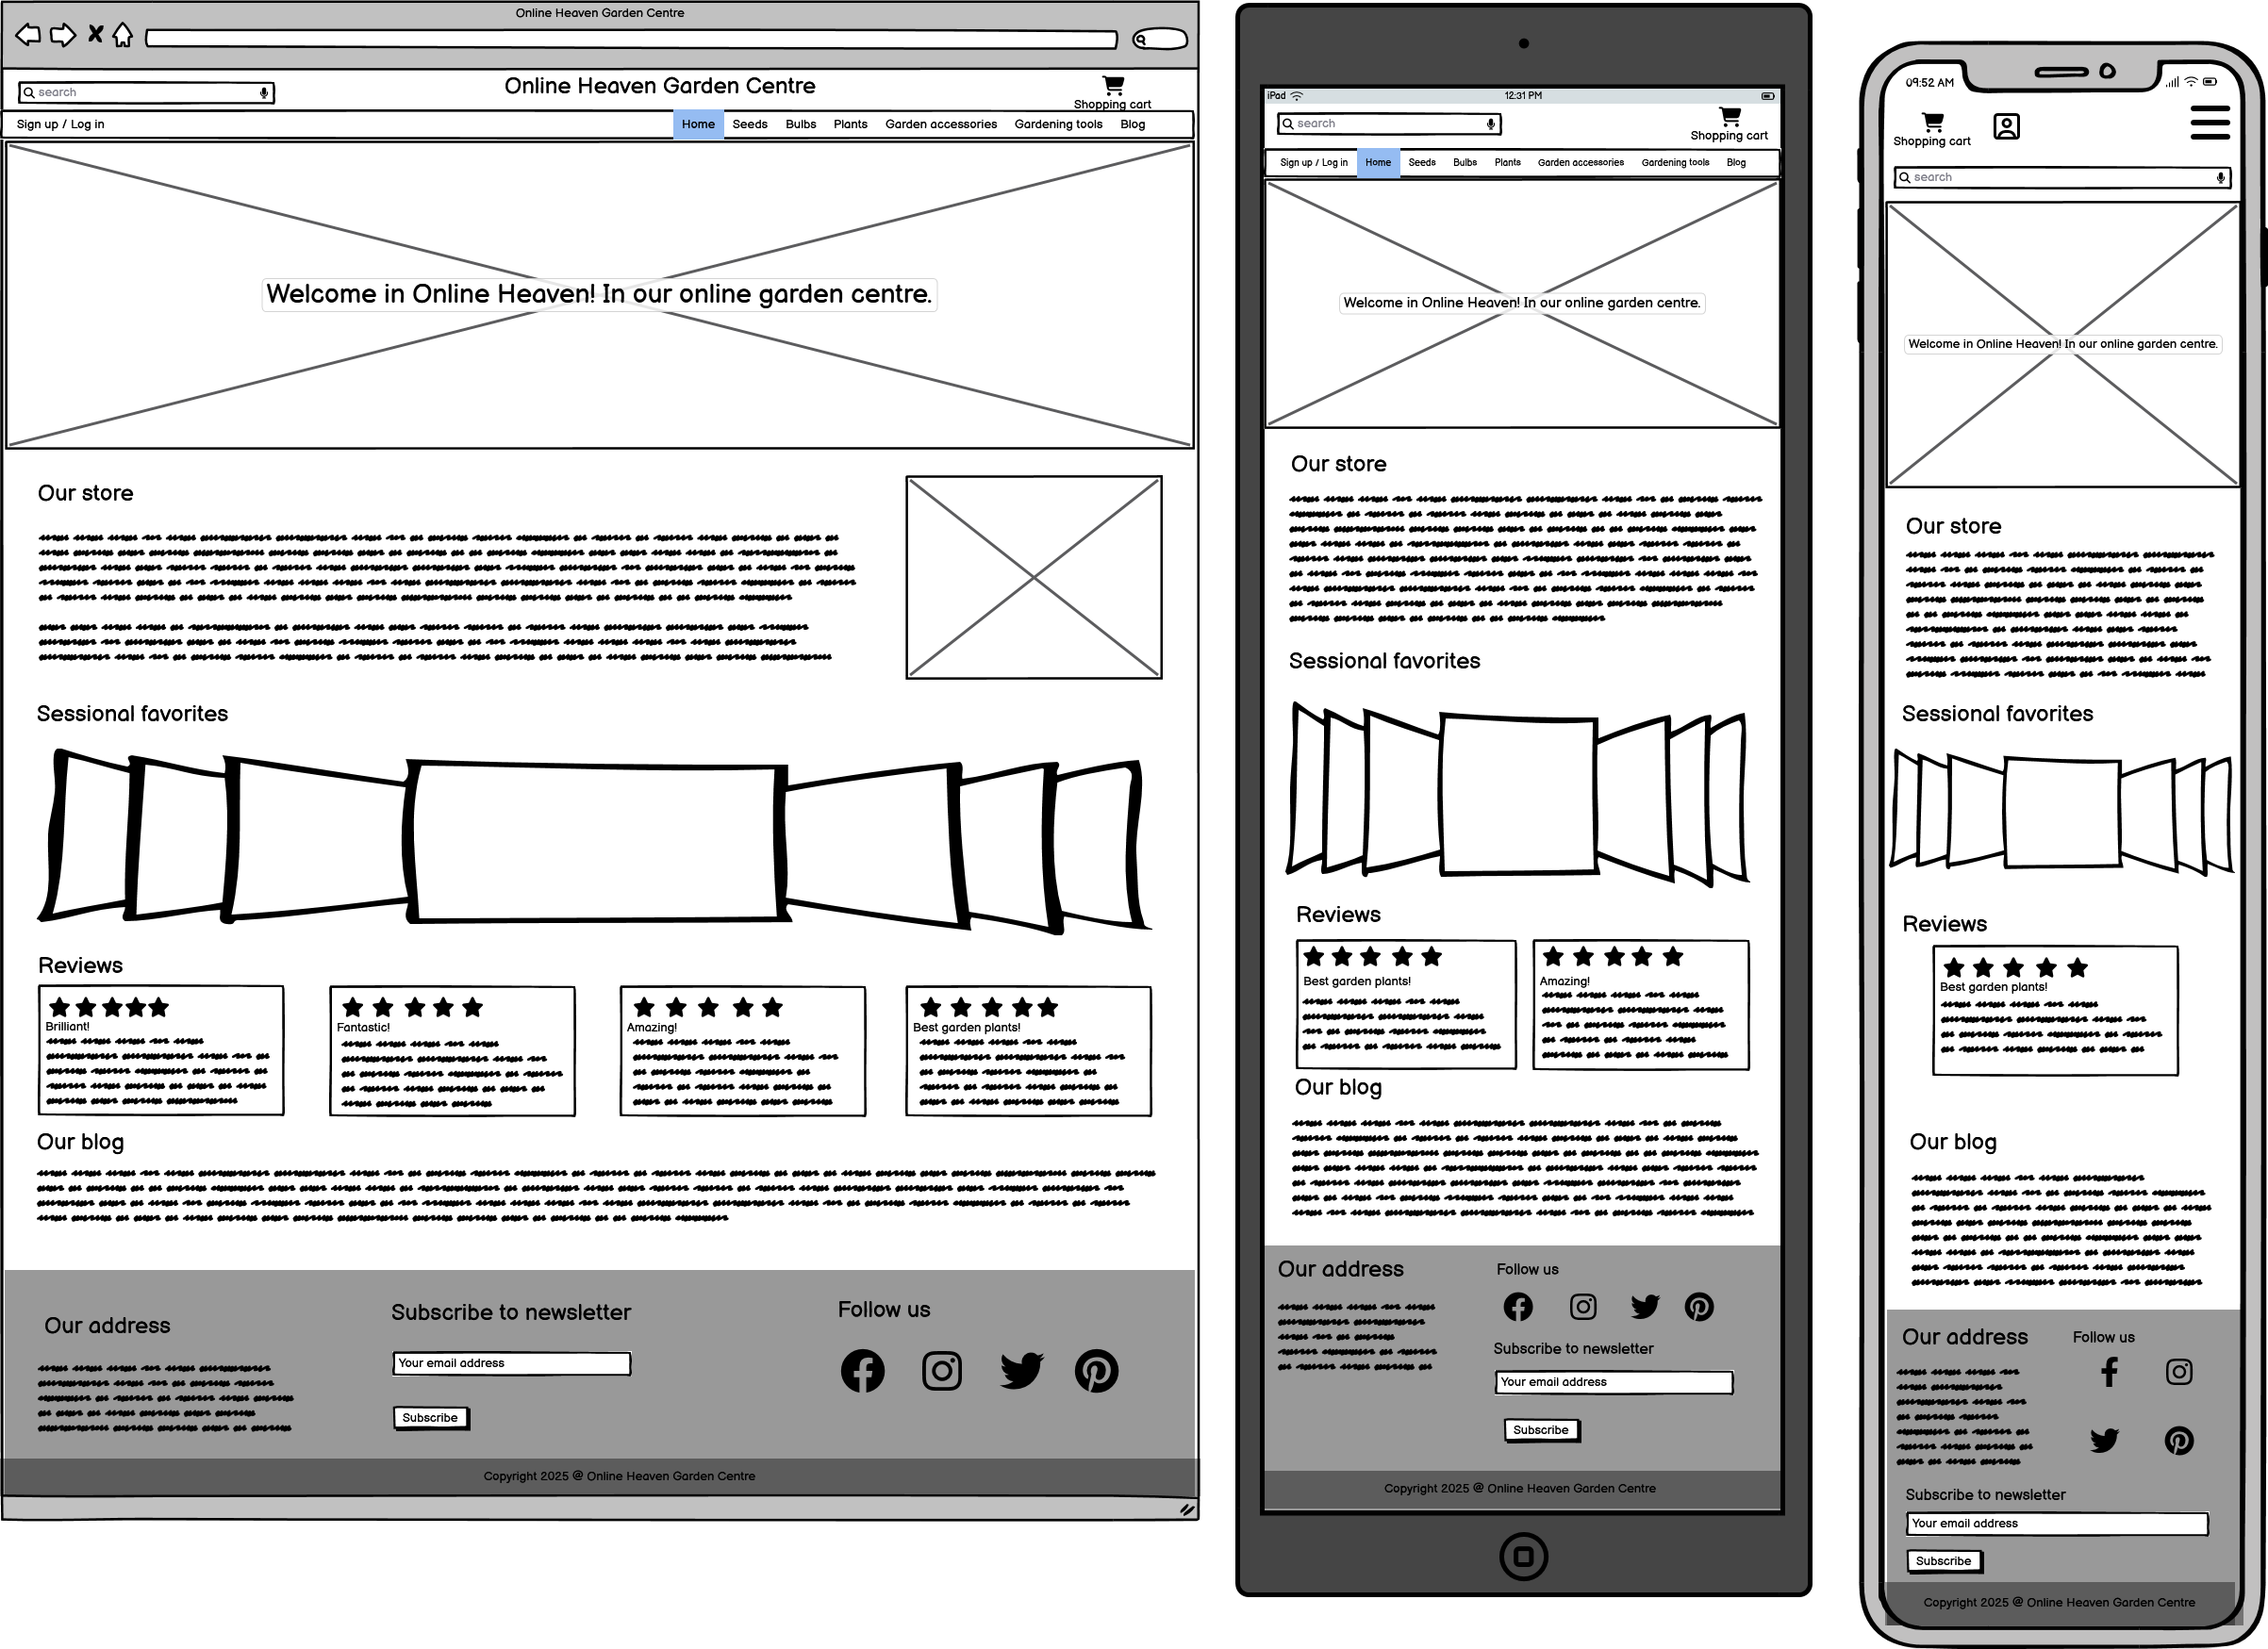 Online Heaven Garden Centre
search
Online Heaven Garden Centre
Shopping cart
Sign up / Log in
Home Seeds Bulbs Plants Garden accessories Gardening tools Blog
Welcome in Online Heaven! In our online garden centre.
Our store
Sessional favorites
Reviews
Brilliant!
Fantastic!
Amazing!
Best garden plants!
Our blog
Our address
Subscribe to newsletter
Your email address
Subscribe
Follow us
Copyright 2025 @ Online Heaven Garden Centre
iPad
12:31 PM
search
Shopping cart
Sign up / Log in Home Seeds Bulbs Plants Garden accessories Gardening tools Blog
Welcome in Online Heaven! In our online garden centre.
Our store
Sessional favorites
Reviews
Best garden plants!
Amazing!
Our blog
Our address
Follow us
Subscribe to newsletter
Your email address
Subscribe
Copyright 2025 @ Online Heaven Garden Centre
09:52 AM
Shopping cart
search
Welcome in Online Heaven! In our online garden centre.
Our store
Sessional favorites
Reviews
Best garden plants!
Our blog
Our address
Follow us
Subscribe to newsletter
Your email address
Subscribe
Copyright 2025 @ Online Heaven Garden Centre